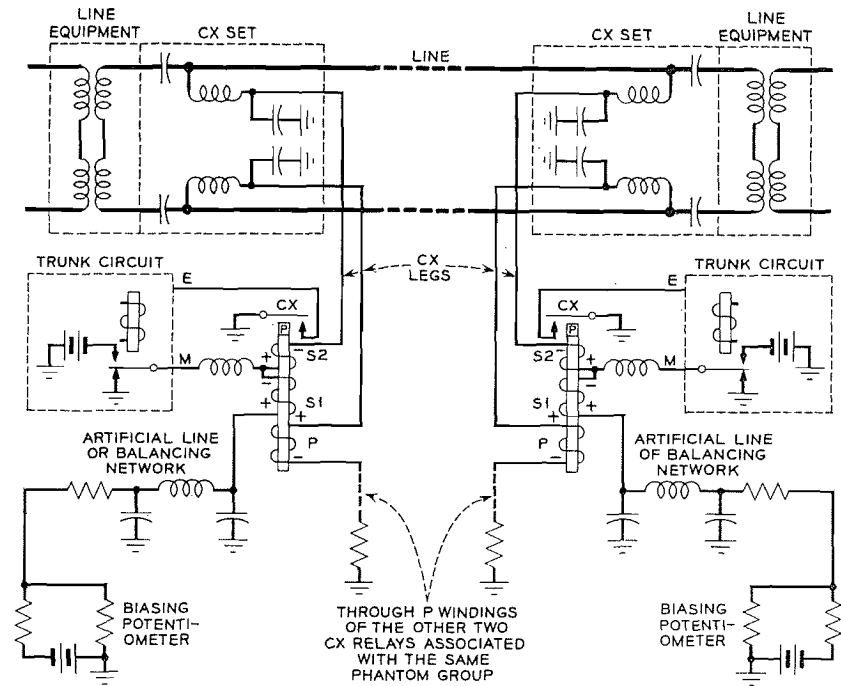 LINE
EQUIPMENT
CX SET
LINE
CX SET
LINE
EQUIPMENT
TRUNK CIRCUIT
E
M
CX
LEGS
CX
P
-
S2
+
-
+
S1
+
P
-
CX
P
-
S2
+
-
S1
+
+
P
-
TRUNK CIRCUIT
E
M
ARTIFICIAL LINE
OR BALANCING
NETWORK
ARTIFICIAL LINE
OF BALANCING
NETWORK
BIASING
POTENTI-
OMETER
THROUGH P WINDINGS
OF THE OTHER TWO
CX RELAYS ASSOCIATED
WITH THE SAME
PHANTOM GROUP
BIASING
POTENTI-
OMETER